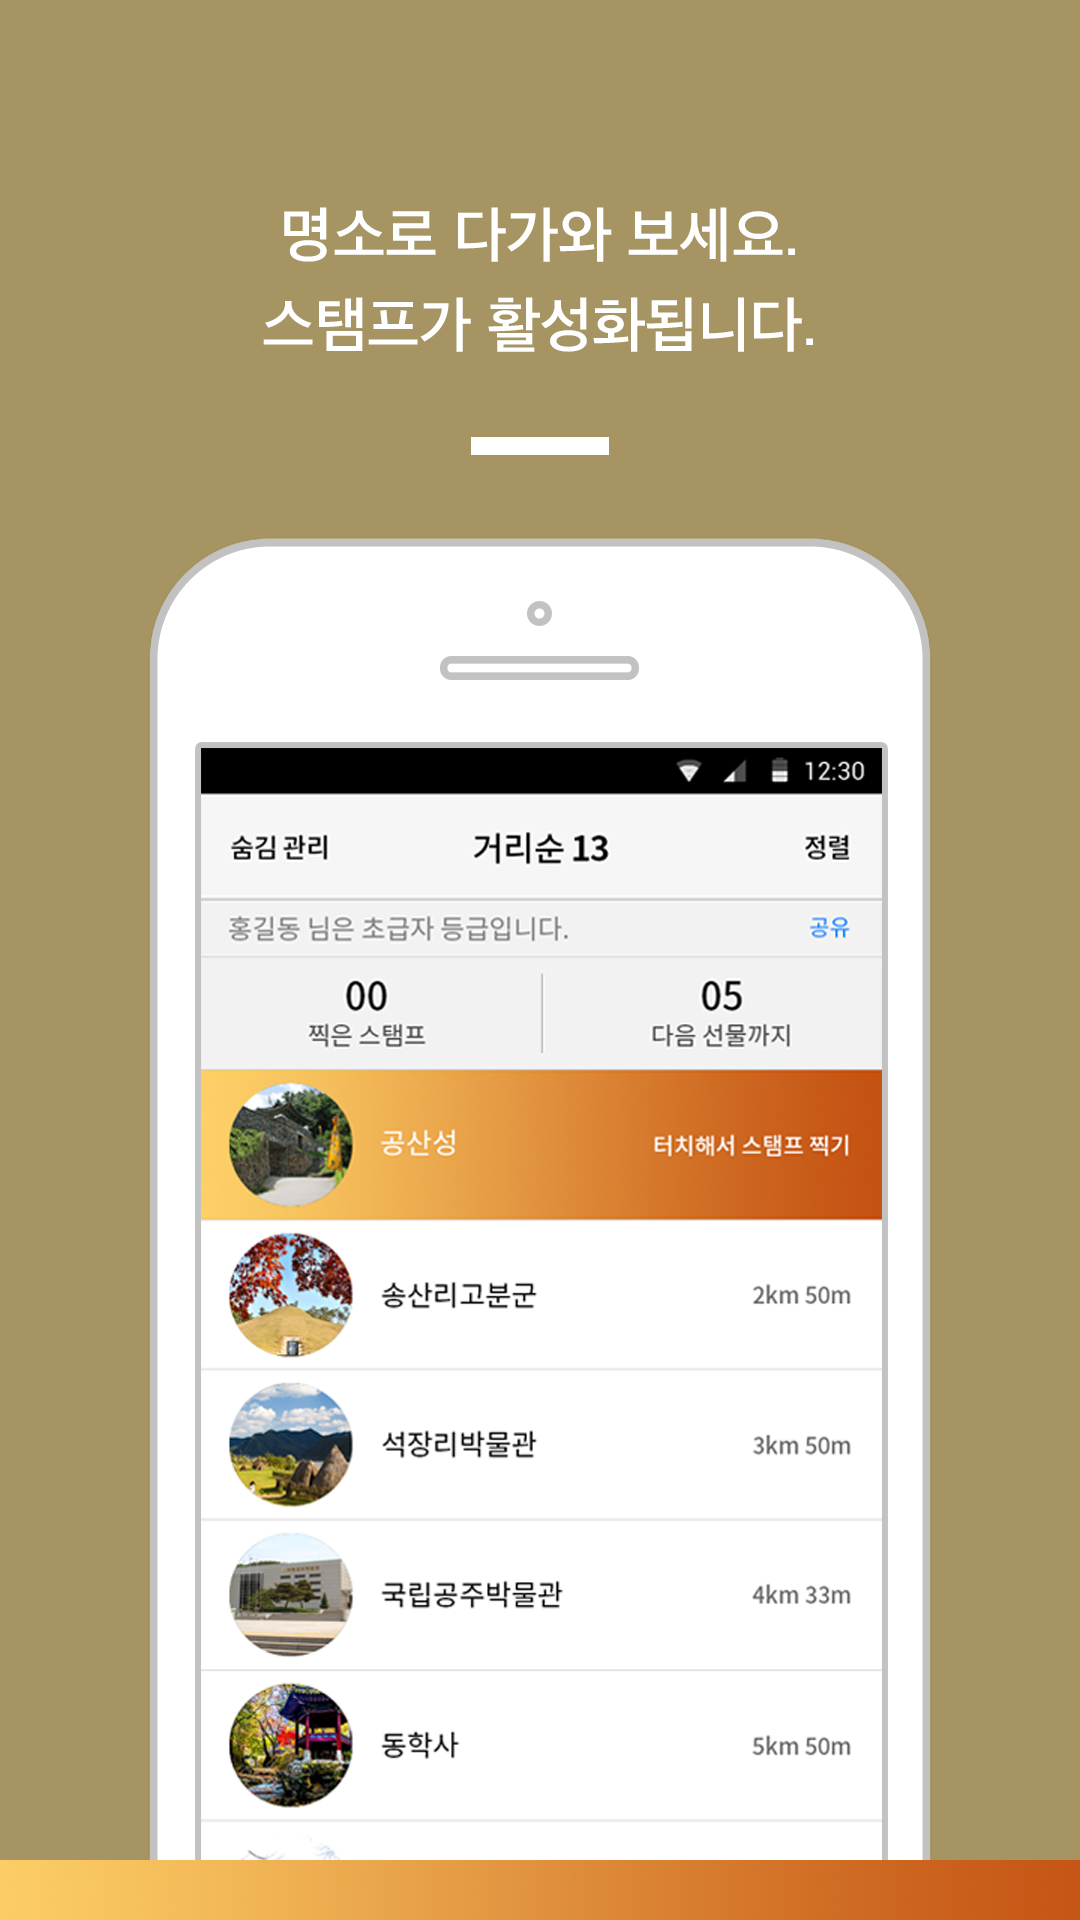 명소로 다가와 보세요.
스탬프가 활성화됩니다.
12:30
숨김 관리 거리순 13 정렬
홍길동 님은 초급자 등급입니다. 공유
00 05
찍은 스탬프 다음 선물까지
공산성 터치해서 스탬프 찍기
송산리고분군 2km 50m
석장리박물관 3km 50m
국립공주박물관 4km 33m
동학사 5km 50m